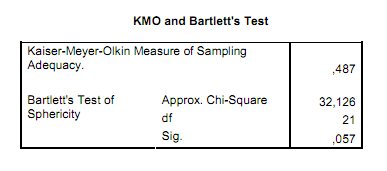 KMO and Bartlett's Test
Kaiser-Meyer-Olkin Measure of Sampling
Adequacy.
,487
Bartlett's Test of Approx. Chi-Square 32,126
Sphericity df 21
Sig. ,057